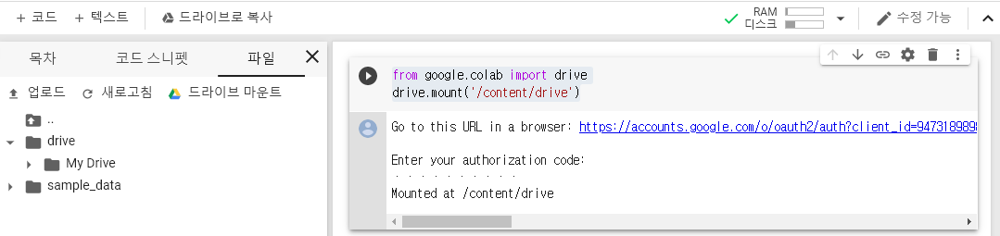 + 코드 + 텍스트 드라이브로 복사 RAM 디스크 수정 가능
목차 코드 스니펫 파일
업로드 새로고침 드라이브 마운트
..
drive
My Drive
sample_data
from google.colab import drive
drive.mount('/content/drive')
Go to this URL in a browser: https://accounts.google.com/o/oauth2/auth?client_id=947318989
Enter your authorization code:
··········
Mounted at /content/drive